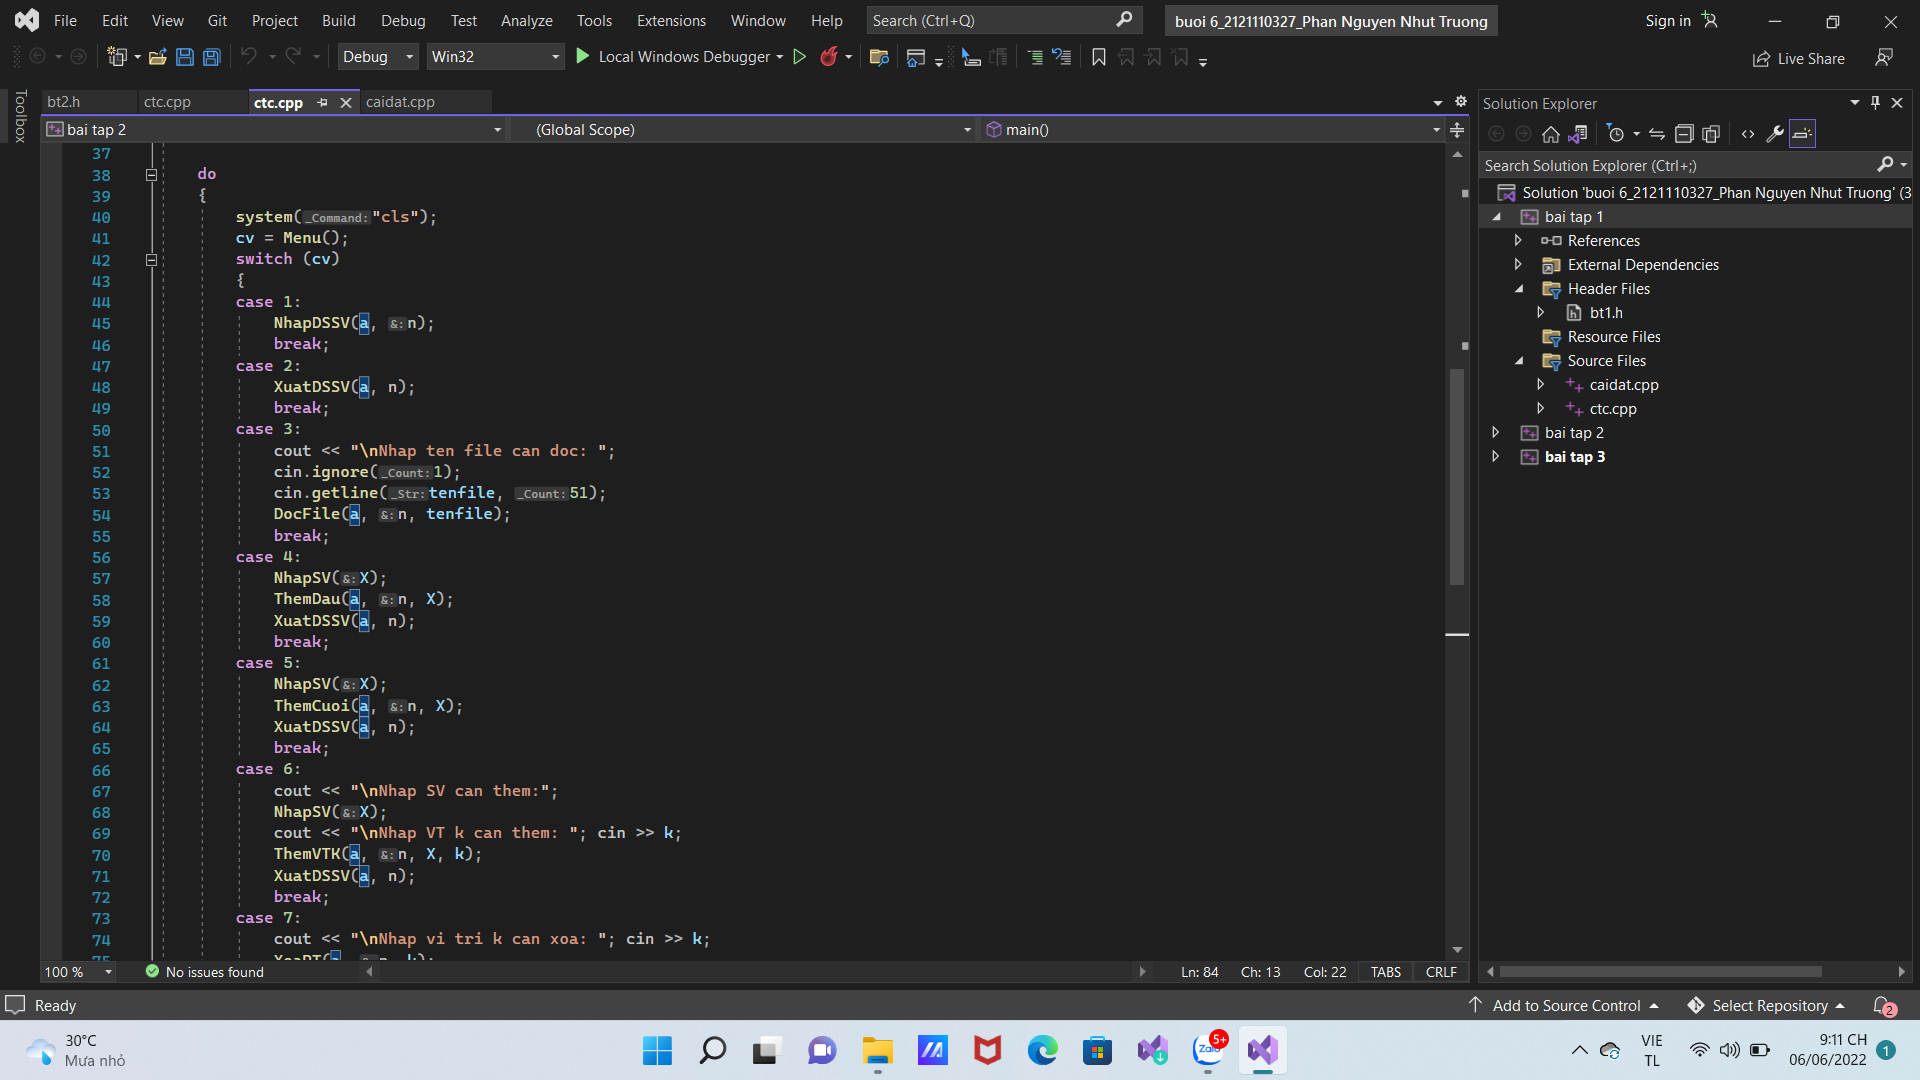 File Edit View Git Project Build Debug Test Analyze Tools Extensions Window Help Search (Ctrl+Q) buoi 6_2121110327_Phan Nguyen Nhut Truong Sign in
Debug Win32 Local Windows Debugger Live Share
Toolbox
bt2.h ctc.cpp ctc.cpp caidat.cpp
bai tap 2 (Global Scope) main()
37
38 do
39 {
40 system(_Command:"cls");
41 cv = Menu();
42 switch (cv)
43 {
44 case 1:
45 NhapDSSV(a, &:n);
46 break;
47 case 2:
48 XuatDSSV(a, n);
49 break;
50 case 3:
51 cout << "\nNhap ten file can doc: ";
52 cin.ignore(_Count:1);
53 cin.getline(_Str:tenfile, _Count:51);
54 DocFile(a, &:n, tenfile);
55 break;
56 case 4:
57 NhapSV(&:X);
58 ThemDau(a, &:n, X);
59 XuatDSSV(a, n);
60 break;
61 case 5:
62 NhapSV(&:X);
63 ThemCuoi(a, &:n, X);
64 XuatDSSV(a, n);
65 break;
66 case 6:
67 cout << "\nNhap SV can them:";
68 NhapSV(&:X);
69 cout << "\nNhap VT k can them: "; cin >> k;
70 ThemVTK(a, &:n, X, k);
71 XuatDSSV(a, n);
72 break;
73 case 7:
74 cout << "\nNhap vi tri k can xoa: "; cin >> k;
100 % No issues found Ln: 84 Ch: 13 Col: 22 TABS CRLF
Solution Explorer
Search Solution Explorer (Ctrl+;)
Solution 'buoi 6_2121110327_Phan Nguyen Nhut Truong' (3
bai tap 1
References
External Dependencies
Header Files
bt1.h
Resource Files
Source Files
caidat.cpp
ctc.cpp
bai tap 2
bai tap 3
Ready Add to Source Control Select Repository 2
30°C
Mưa nhỏ
Zalo 5+
VIE
TL
9:11 CH
06/06/2022
1